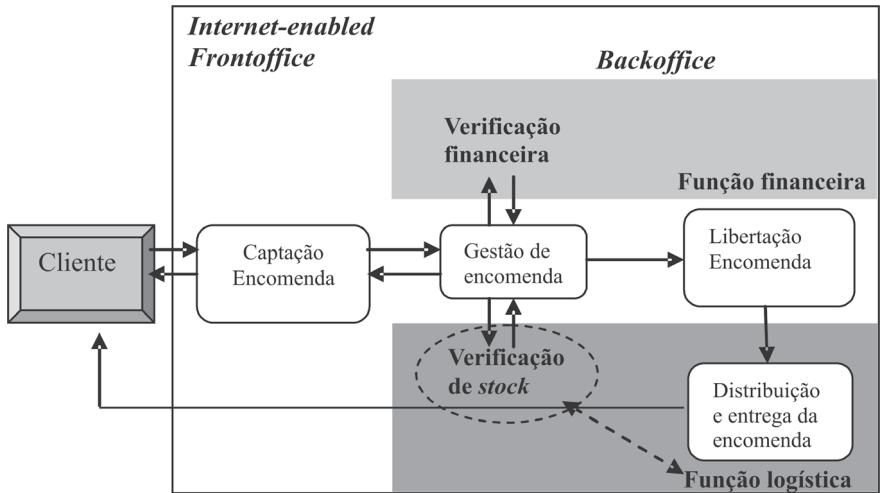 Internet-enabled
Frontoffice
Backoffice
Verificação
financeira
Função financeira
Cliente
Captação
Encomenda
Gestão de
encomenda
Libertação
Encomenda
Verificação
de stock
Distribuição
e entrega da
encomenda
Função logística